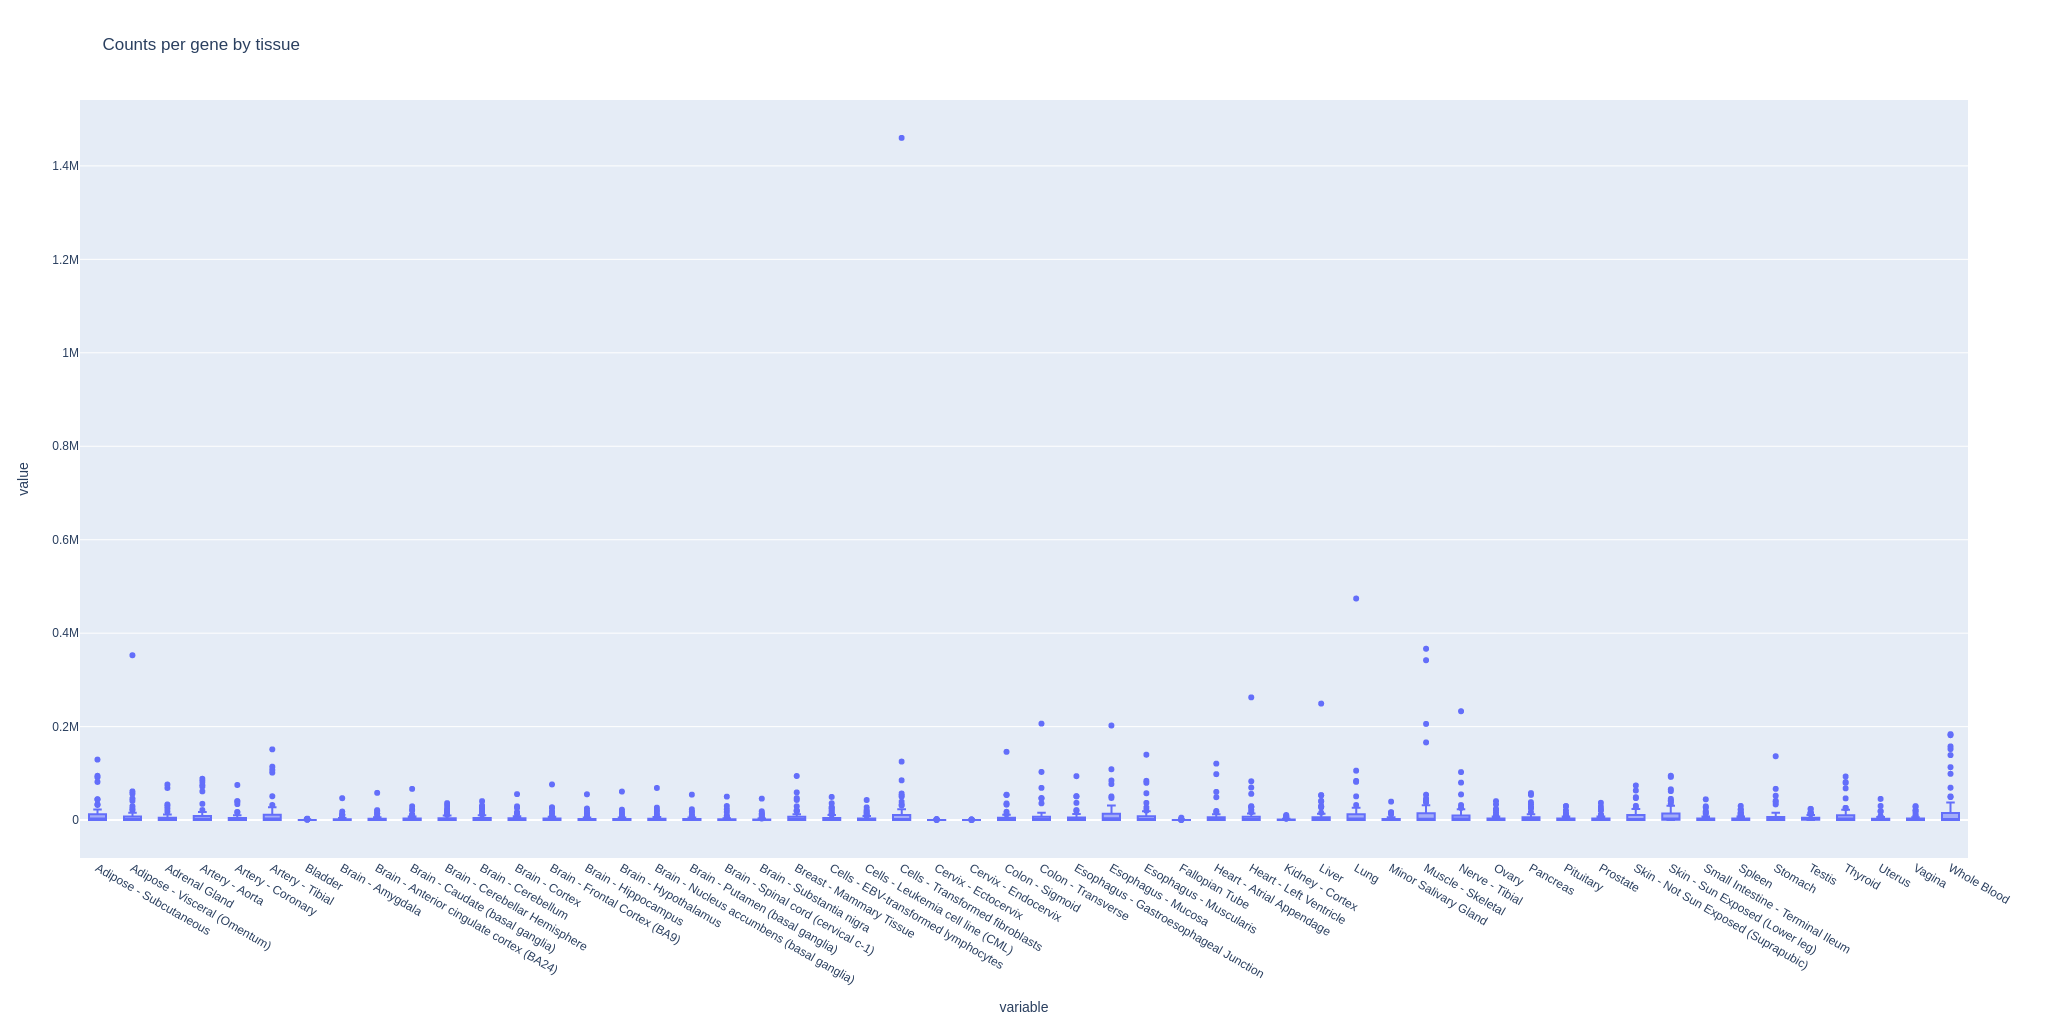 Counts per gene by tissue
1.4M
1.2M
1M
0.8M
0.6M
0.4M
0.2M
0
value
Adipose - Subcutaneous
Adipose - Visceral (Omentum)
Adrenal Gland
Artery - Aorta
Artery - Coronary
Artery - Tibial
Bladder
Brain - Amygdala
Brain - Anterior cingulate cortex (BA24)
Brain - Caudate (basal ganglia)
Brain - Cerebellar Hemisphere
Brain - Cerebellum
Brain - Cortex
Brain - Frontal Cortex (BA9)
Brain - Hippocampus
Brain - Hypothalamus
Brain - Nucleus accumbens (basal ganglia)
Brain - Putamen (basal ganglia)
Brain - Spinal cord (cervical c-1)
Brain - Substantia nigra
Breast - Mammary Tissue
Cells - EBV-transformed lymphocytes
Cells - Leukemia cell line (CML)
Cells - Transformed fibroblasts
Cervix - Ectocervix
Cervix - Endocervix
Colon - Sigmoid
Colon - Transverse
Esophagus - Gastroesophageal Junction
Esophagus - Mucosa
Esophagus - Muscularis
Fallopian Tube
Heart - Atrial Appendage
Heart - Left Ventricle
Kidney - Cortex
Liver
Lung
Minor Salivary Gland
Muscle - Skeletal
Nerve - Tibial
Ovary
Pancreas
Pituitary
Prostate
Skin - Not Sun Exposed (Suprapubic)
Skin - Sun Exposed (Lower leg)
Small Intestine - Terminal Ileum
Spleen
Stomach
Testis
Thyroid
Uterus
Vagina
Whole Blood
variable